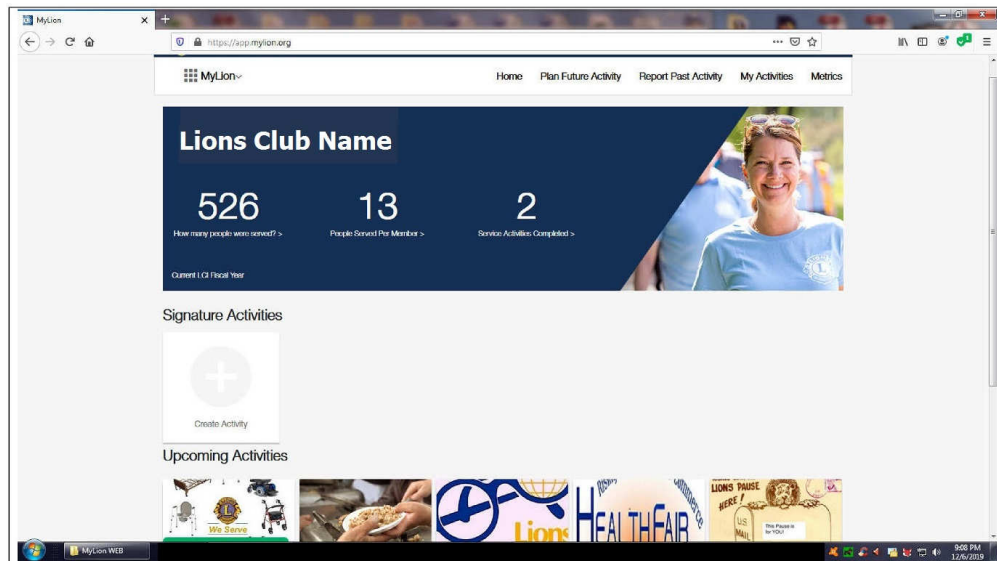 MyLion
https://app.mylion.org
MyLion
Home Plan Future Activity Report Past Activity My Activities Metrics
Lions Club Name
526 13 2
How many people were served? > People Served Per Member > Service Activities Completed >
Current LCI Fiscal Year
Signature Activities
Create Activity
Upcoming Activities
We Serve
Lions
HEALTH FAIR
LIONS PAUSE
HERE!
U.S.
MAIL
This Pause is
for YOU!
MyLion WEB
9:08 PM
12/6/2019